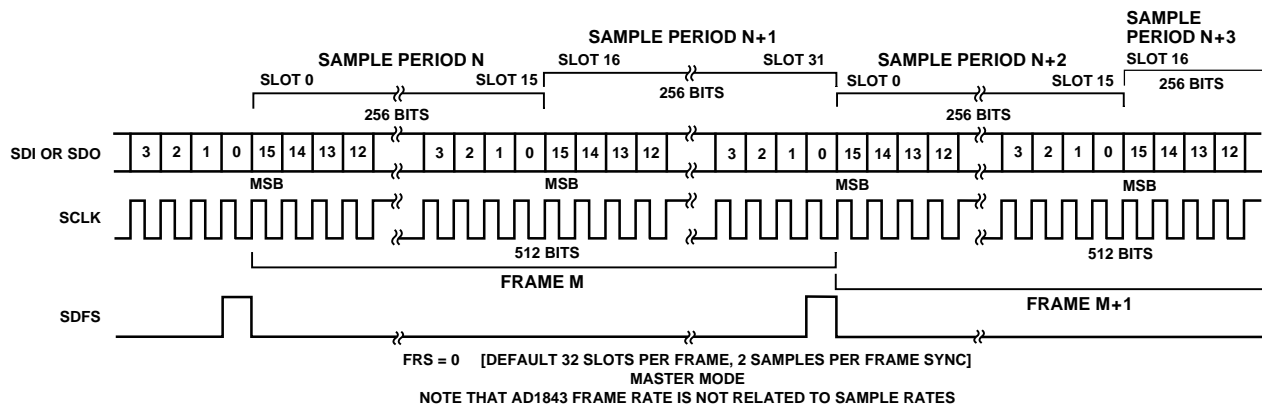 SAMPLE PERIOD N
SAMPLE PERIOD N+1
SAMPLE PERIOD N+2
SAMPLE
PERIOD N+3
SLOT 0
SLOT 15
SLOT 16
SLOT 31
SLOT 0
SLOT 15
SLOT 16
256 BITS
256 BITS
256 BITS
256 BITS
SDI OR SDO
3 2 1 0 15 14 13 12 3 2 1 0 15 14 13 12 3 2 1 0 15 14 13 12 3 2 1 0 15 14 13 12
MSB MSB MSB MSB
SCLK
512 BITS 512 BITS
FRAME M
FRAME M+1
SDFS
FRS = 0 [DEFAULT 32 SLOTS PER FRAME, 2 SAMPLES PER FRAME SYNC]
MASTER MODE
NOTE THAT AD1843 FRAME RATE IS NOT RELATED TO SAMPLE RATES